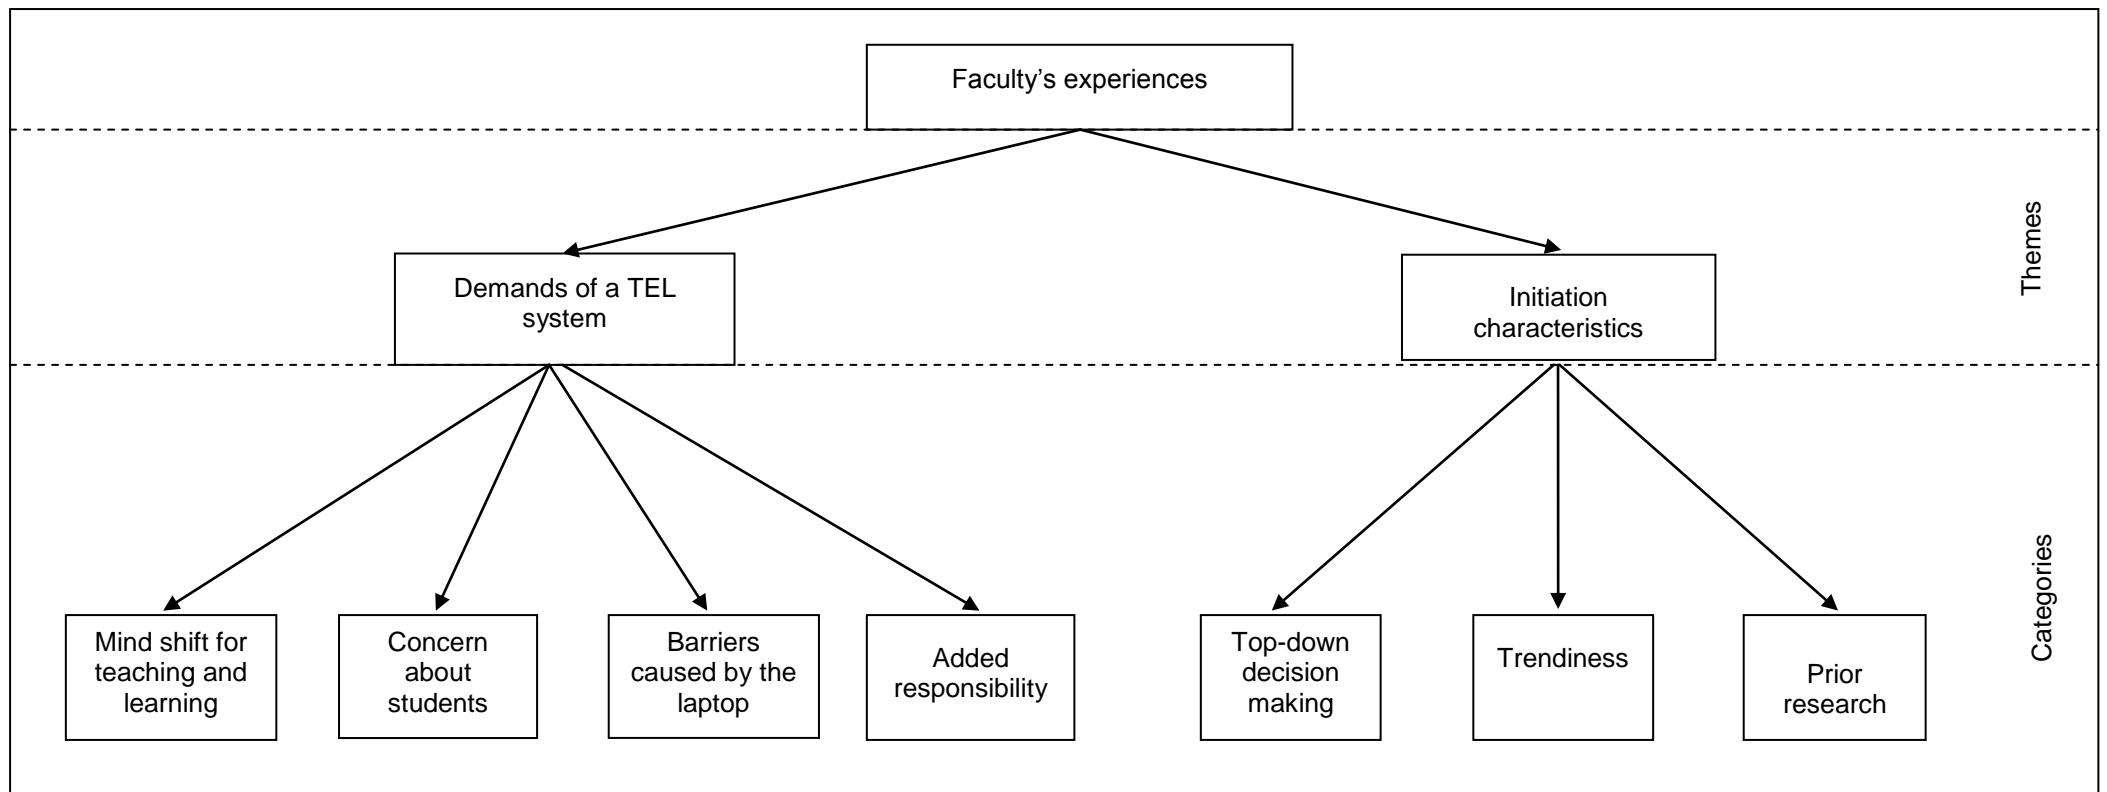 Faculty’s experiences
Demands of a TEL
system
Initiation
characteristics
Themes
Mind shift for
teaching and
learning
Concern
about
students
Barriers
caused by the
laptop
Added
responsibility
Top-down
decision
making
Trendiness
Prior
research
Categories